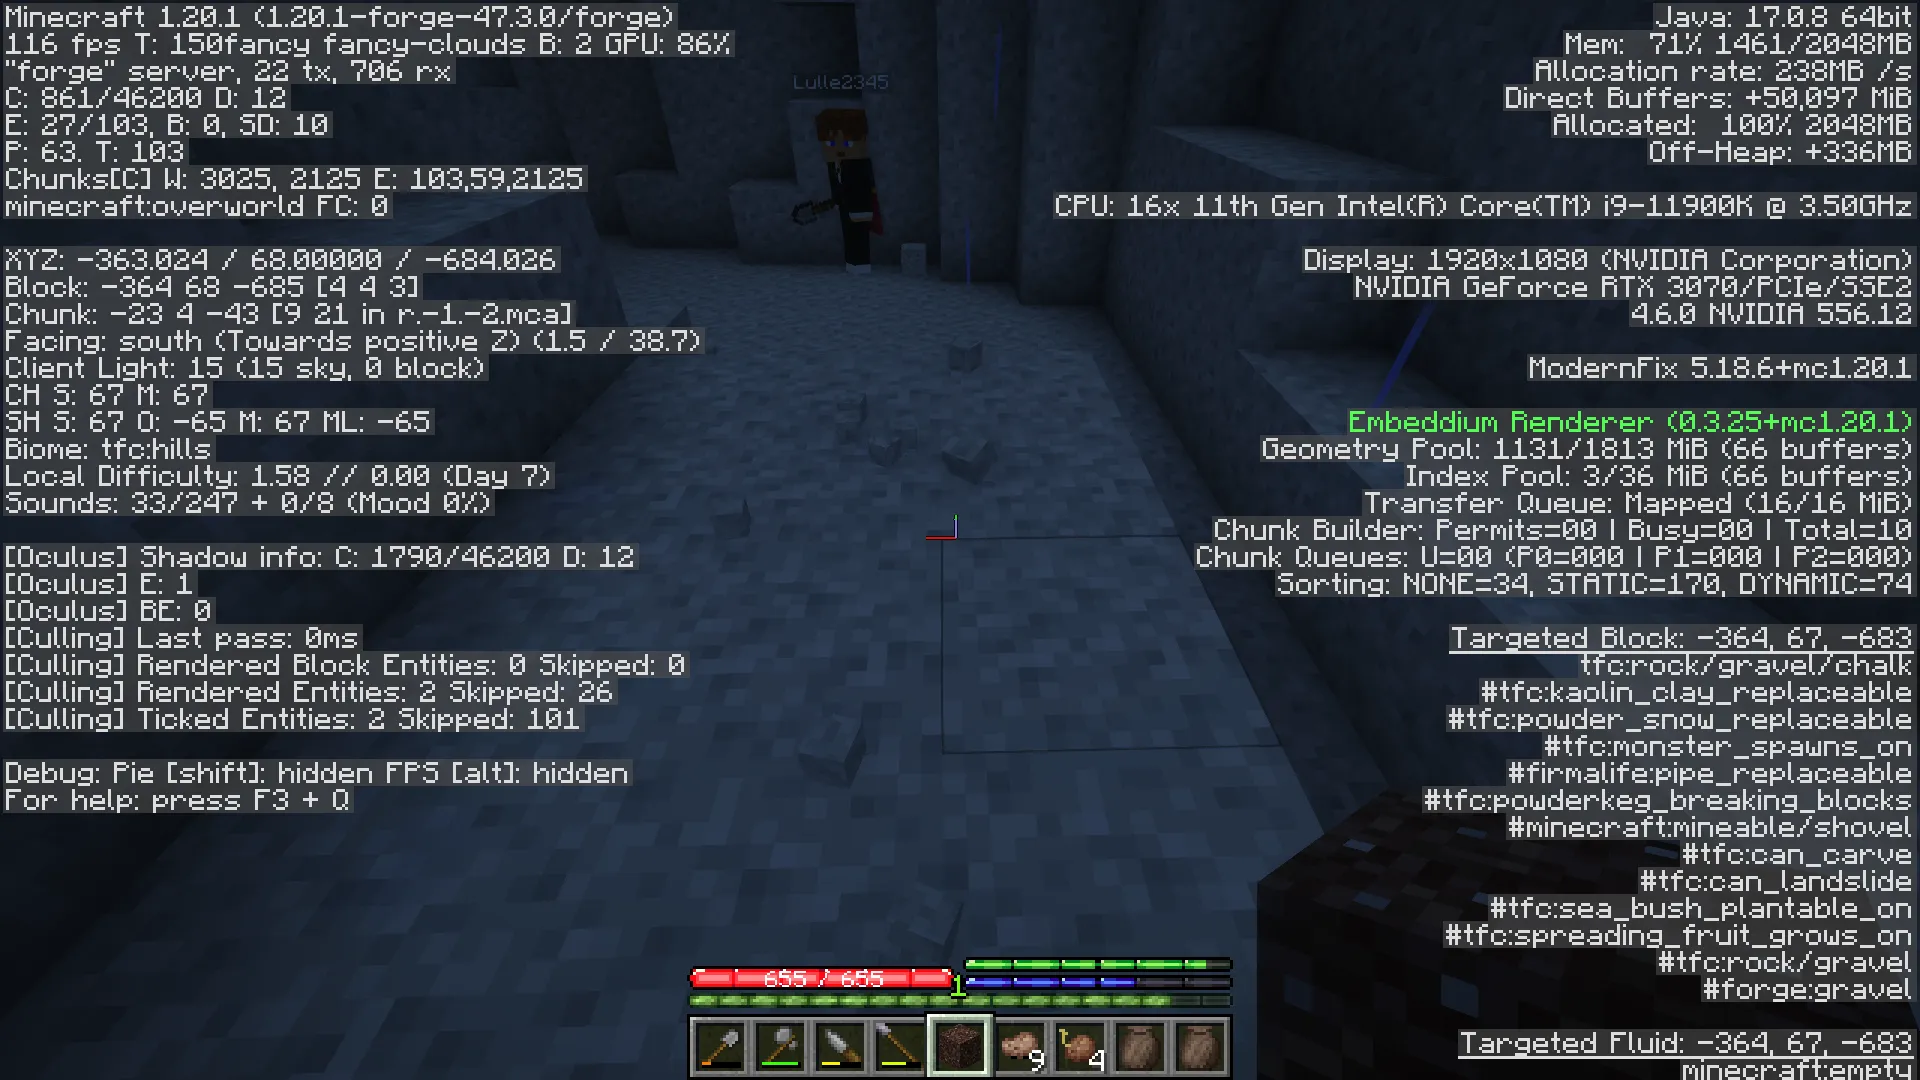 Minecraft 1.20.1 (1.20.1-forge-47.3.0/forge)
116 fps T: 150fancy fancy-clouds B: 2 GPU: 86%
"forge" server, 22 tx, 706 rx
C: 861/46200 D: 12
E: 27/103, B: 0, SD: 10
P: 63. T: 103
Chunks[C] W: 3025, 2125 E: 103,59,2125
minecraft:overworld FC: 0
XYZ: -363.024 / 68.00000 / -684.026
Block: -364 68 -685 [4 4 3]
Chunk: -23 4 -43 [9 21 in r.-1.-2.mca]
Facing: south (Towards positive Z) (1.5 / 38.7)
Client Light: 15 (15 sky, 0 block)
CH S: 67 M: 67
SH S: 67 O: -65 M: 67 ML: -65
Biome: tfc:hills
Local Difficulty: 1.58 // 0.00 (Day 7)
Sounds: 33/247 + 0/8 (Mood 0%)
[Oculus] Shadow info: C: 1790/46200 D: 12
[Oculus] E: 1
[Oculus] BE: 0
[Culling] Last pass: 0ms
[Culling] Rendered Block Entities: 0 Skipped: 0
[Culling] Rendered Entities: 2 Skipped: 26
[Culling] Ticked Entities: 2 Skipped: 101
Debug: Pie [shift]: hidden FPS [alt]: hidden
For help: press F3 + Q
Lulle2345
Java: 17.0.8 64bit
Mem: 71% 1461/2048MB
Allocation rate: 238MB /s
Direct Buffers: +50,097 MiB
Allocated: 100% 2048MB
Off-Heap: +336MB
CPU: 16x 11th Gen Intel(R) Core(TM) i9-11900K @ 3.50GHz
Display: 1920x1080 (NVIDIA Corporation)
NVIDIA GeForce RTX 3070/PCIe/SSE2
4.6.0 NVIDIA 556.12
ModernFix 5.18.6+mc1.20.1
Embeddium Renderer (0.3.25+mc1.20.1)
Geometry Pool: 1131/1813 MiB (66 buffers)
Index Pool: 3/36 MiB (66 buffers)
Transfer Queue: Mapped (16/16 MiB)
Chunk Builder: Permits=00 | Busy=00 | Total=10
Chunk Queues: U=00 (P0=000 | P1=000 | P2=000)
Sorting: NONE=34, STATIC=170, DYNAMIC=74
Targeted Block: -364, 67, -683
tfc:rock/gravel/chalk
#tfc:kaolin_clay_replaceable
#tfc:powder_snow_replaceable
#tfc:monster_spawns_on
#firmalife:pipe_replaceable
#tfc:powderkeg_breaking_blocks
#minecraft:mineable/shovel
#tfc:can_carve
#tfc:can_landslide
#tfc:sea_bush_plantable_on
#tfc:spreading_fruit_grows_on
#tfc:rock/gravel
#forge:gravel
Targeted Fluid: -364, 67, -683
minecraft:empty
655 / 655
1
9
4